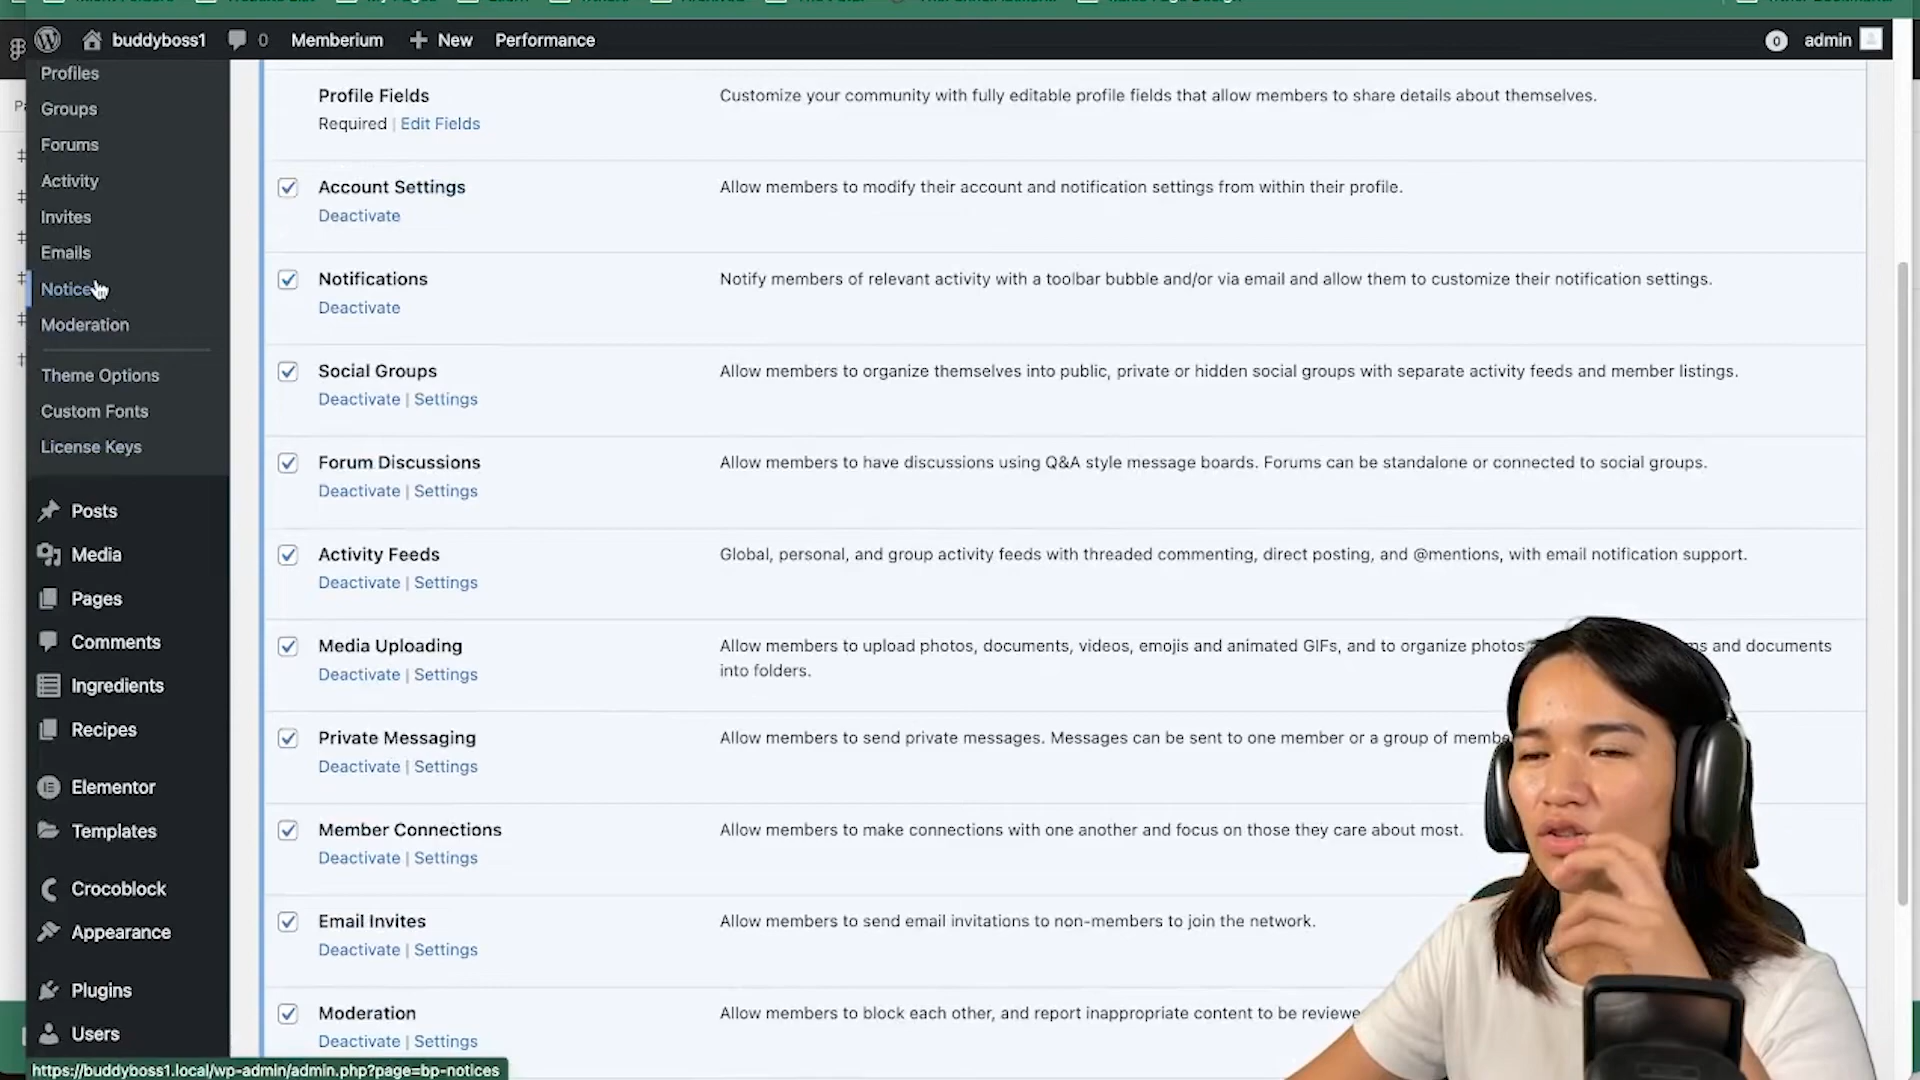 buddyboss1 0 Memberium New Performance 0 admin
Profiles
Groups
Forums
Activity
Invites
Emails
Notice
Moderation
Theme Options
Custom Fonts
License Keys
Posts
Media
Pages
Comments
Ingredients
Recipes
Elementor
Templates
Crocoblock
Appearance
Plugins
Users
Profile Fields
Required | Edit Fields
Customize your community with fully editable profile fields that allow members to share details about themselves.
Account Settings
Deactivate
Allow members to modify their account and notification settings from within their profile.
Notifications
Deactivate
Notify members of relevant activity with a toolbar bubble and/or via email and allow them to customize their notification settings.
Social Groups
Deactivate | Settings
Allow members to organize themselves into public, private or hidden social groups with separate activity feeds and member listings.
Forum Discussions
Deactivate | Settings
Allow members to have discussions using Q&A style message boards. Forums can be standalone or connected to social groups.
Activity Feeds
Deactivate | Settings
Global, personal, and group activity feeds with threaded commenting, direct posting, and @mentions, with email notification support.
Media Uploading
Deactivate | Settings
Allow members to upload photos, documents, videos, emojis and animated GIFs, and to organize photos and documents
into folders.
Private Messaging
Deactivate | Settings
Allow members to send private messages. Messages can be sent to one member or a group of membe
Member Connections
Deactivate | Settings
Allow members to make connections with one another and focus on those they care about most.
Email Invites
Deactivate | Settings
Allow members to send email invitations to non-members to join the network.
Moderation
Deactivate | Settings
Allow members to block each other, and report inappropriate content to be reviewe
https://buddyboss1.local/wp-admin/admin.php?page=bp-notices